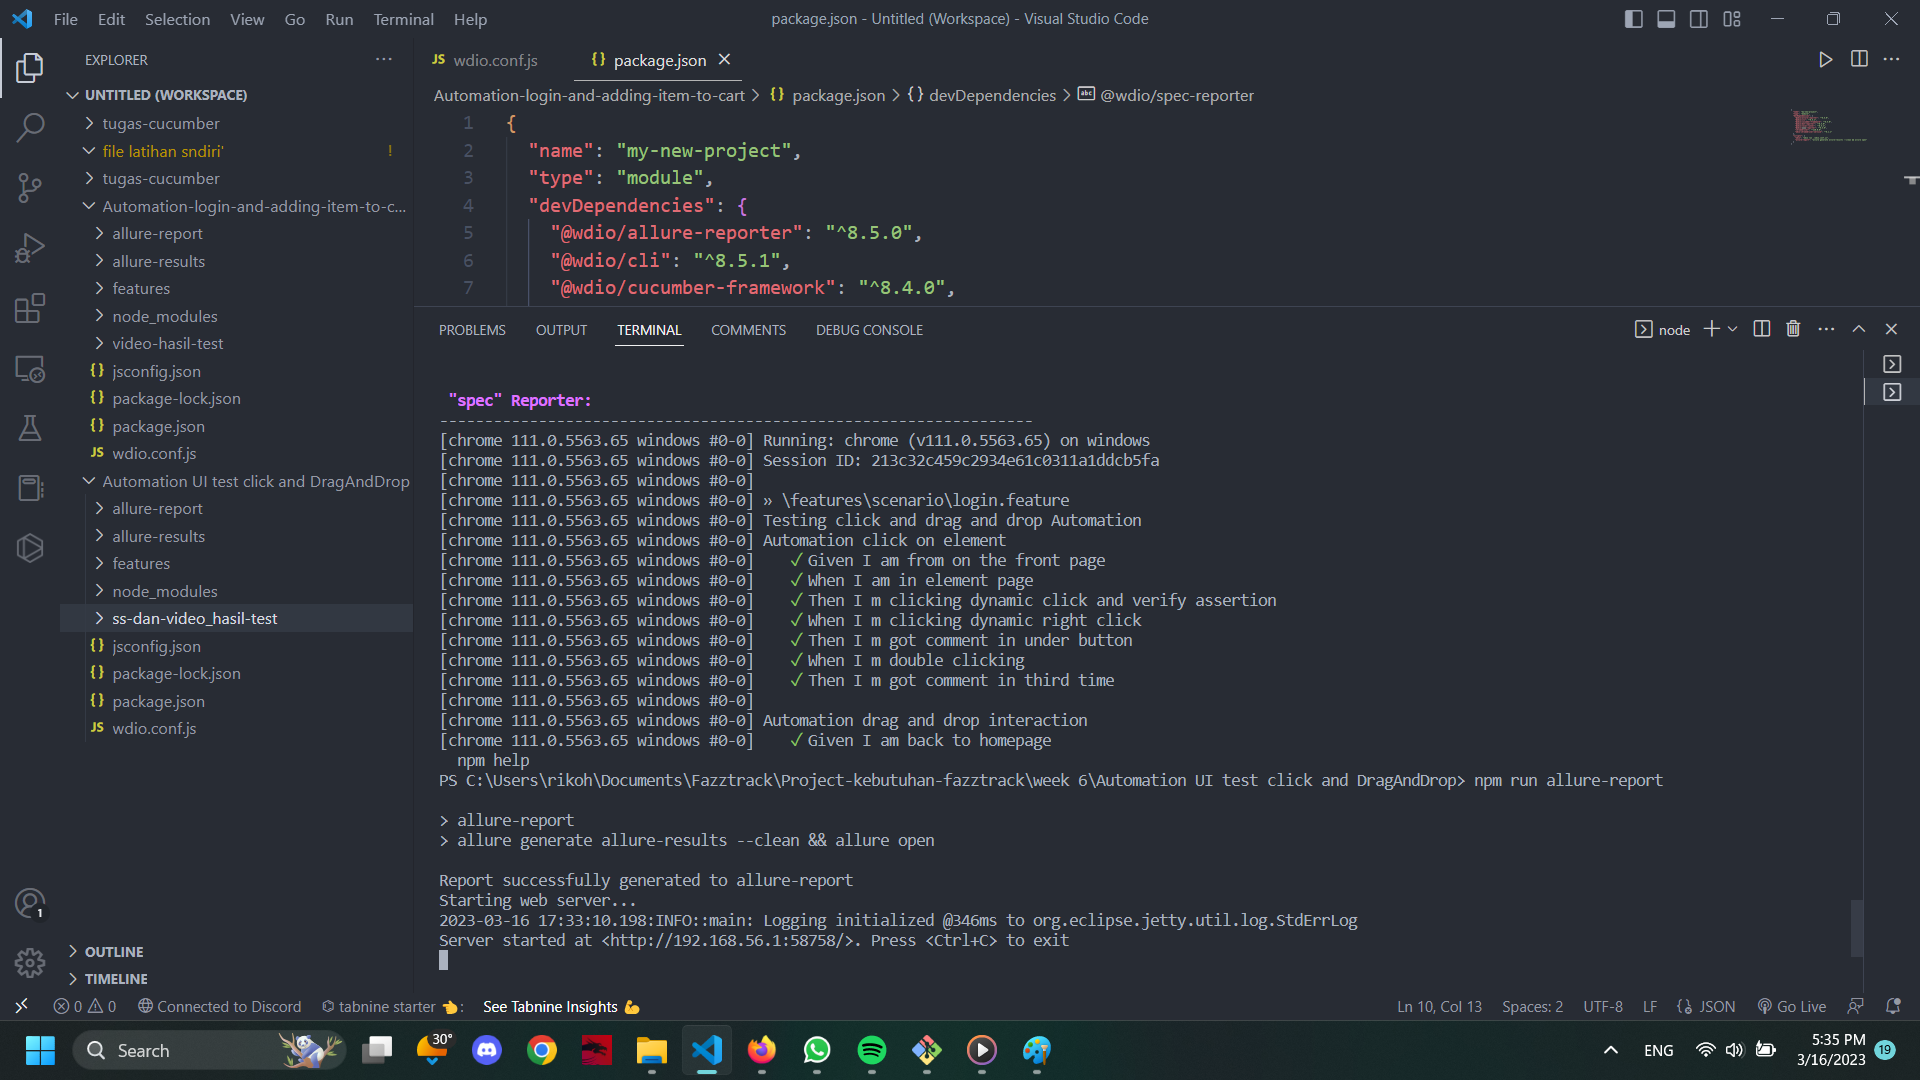 File Edit Selection View Go Run Terminal Help
package.json - Untitled (Workspace) - Visual Studio Code
EXPLORER
UNTITLED (WORKSPACE)
tugas-cucumber
file latihan sndiri' !
tugas-cucumber
Automation-login-and-adding-item-to-c...
allure-report
allure-results
features
node_modules
video-hasil-test
{} jsconfig.json
{} package-lock.json
{} package.json
JS wdio.conf.js
Automation UI test click and DragAndDrop
allure-report
allure-results
features
node_modules
ss-dan-video_hasil-test
{} jsconfig.json
{} package-lock.json
{} package.json
JS wdio.conf.js
OUTLINE
TIMELINE
JS wdio.conf.js
{} package.json
Automation-login-and-adding-item-to-cart > {} package.json > {} devDependencies > abc @wdio/spec-reporter
1 {
2 "name": "my-new-project",
3 "type": "module",
4 "devDependencies": {
5 "@wdio/allure-reporter": "^8.5.0",
6 "@wdio/cli": "^8.5.1",
7 "@wdio/cucumber-framework": "^8.4.0",
PROBLEMS OUTPUT TERMINAL COMMENTS DEBUG CONSOLE
node
"spec" Reporter:
------------------------------------------------------------------
[chrome 111.0.5563.65 windows #0-0] Running: chrome (v111.0.5563.65) on windows
[chrome 111.0.5563.65 windows #0-0] Session ID: 213c32c459c2934e61c0311a1ddcb5fa
[chrome 111.0.5563.65 windows #0-0]
[chrome 111.0.5563.65 windows #0-0] » \features\scenario\login.feature
[chrome 111.0.5563.65 windows #0-0] Testing click and drag and drop Automation
[chrome 111.0.5563.65 windows #0-0] Automation click on element
[chrome 111.0.5563.65 windows #0-0] ✓ Given I am from on the front page
[chrome 111.0.5563.65 windows #0-0] ✓ When I am in element page
[chrome 111.0.5563.65 windows #0-0] ✓ Then I m clicking dynamic click and verify assertion
[chrome 111.0.5563.65 windows #0-0] ✓ When I m clicking dynamic right click
[chrome 111.0.5563.65 windows #0-0] ✓ Then I m got comment in under button
[chrome 111.0.5563.65 windows #0-0] ✓ When I m double clicking
[chrome 111.0.5563.65 windows #0-0] ✓ Then I m got comment in third time
[chrome 111.0.5563.65 windows #0-0]
[chrome 111.0.5563.65 windows #0-0] Automation drag and drop interaction
[chrome 111.0.5563.65 windows #0-0] ✓ Given I am back to homepage
npm help
PS C:\Users\rikoh\Documents\Fazztrack\Project-kebutuhan-fazztrack\week 6\Automation UI test click and DragAndDrop> npm run allure-report
> allure-report
> allure generate allure-results --clean && allure open
Report successfully generated to allure-report
Starting web server...
2023-03-16 17:33:10.198:INFO::main: Logging initialized @346ms to org.eclipse.jetty.util.log.StdErrLog
Server started at <http://192.168.56.1:58758/>. Press <Ctrl+C> to exit
1
0 0 Connected to Discord tabnine starter 👈: See Tabnine Insights 💪
Ln 10, Col 13 Spaces: 2 UTF-8 LF {} JSON Go Live
Search
30°
ENG
5:35 PM
3/16/2023
19